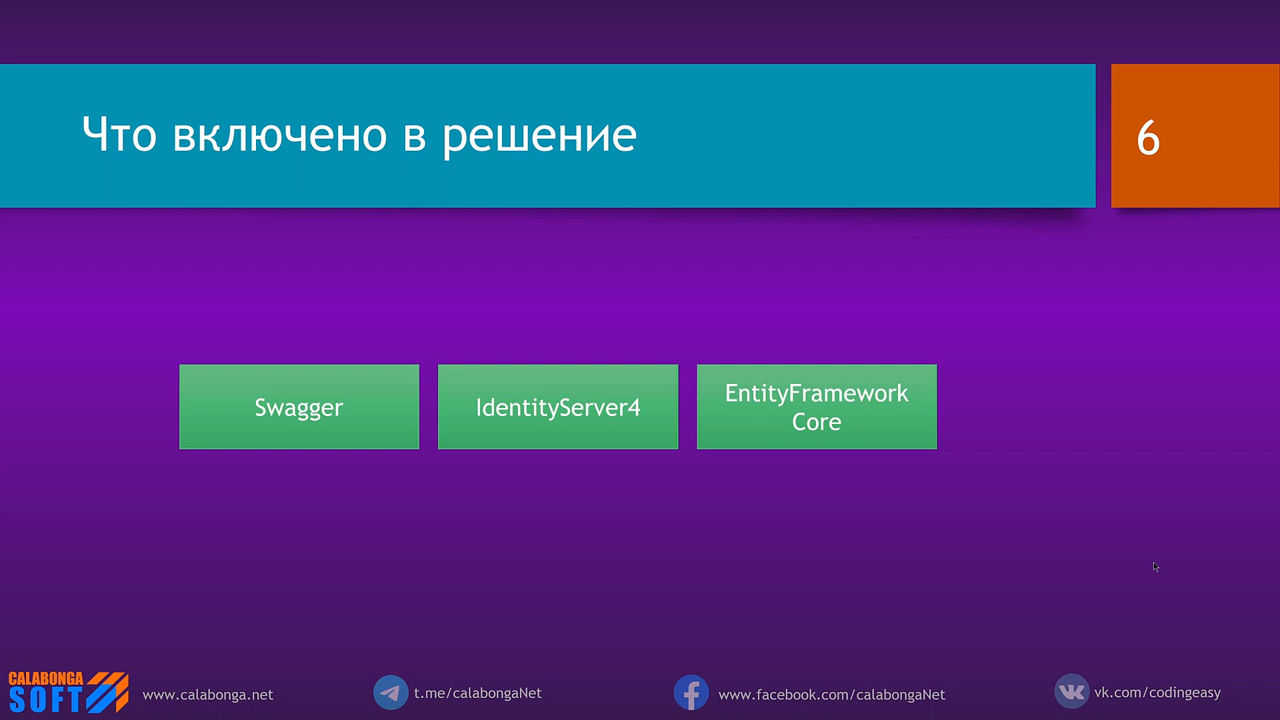 Что включено в решение
6
Swagger
IdentityServer4
EntityFramework
Core
CALABONGA
SOFT
www.calabonga.net
t.me/calabongaNet
www.facebook.com/calabongaNet
vk.com/codingeasy